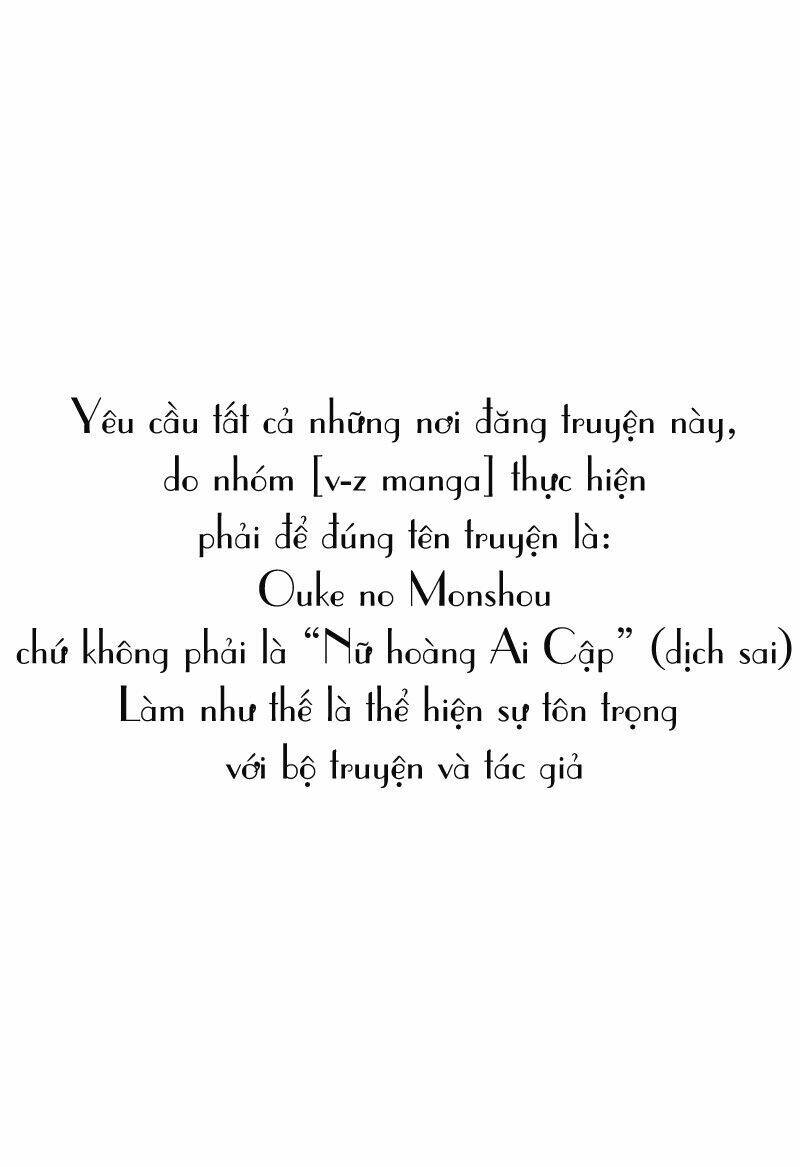 Yêu cầu tất cả những nơi đăng truyện này,
do nhóm [v-z manga] thực hiện
phải để đúng tên truyện là:
Ouke no Monshou
chứ không phải là “Nữ hoàng Ai Cập” (dịch sai)
Làm như thế là thể hiện sự tôn trọng
với bộ truyện và tác giả